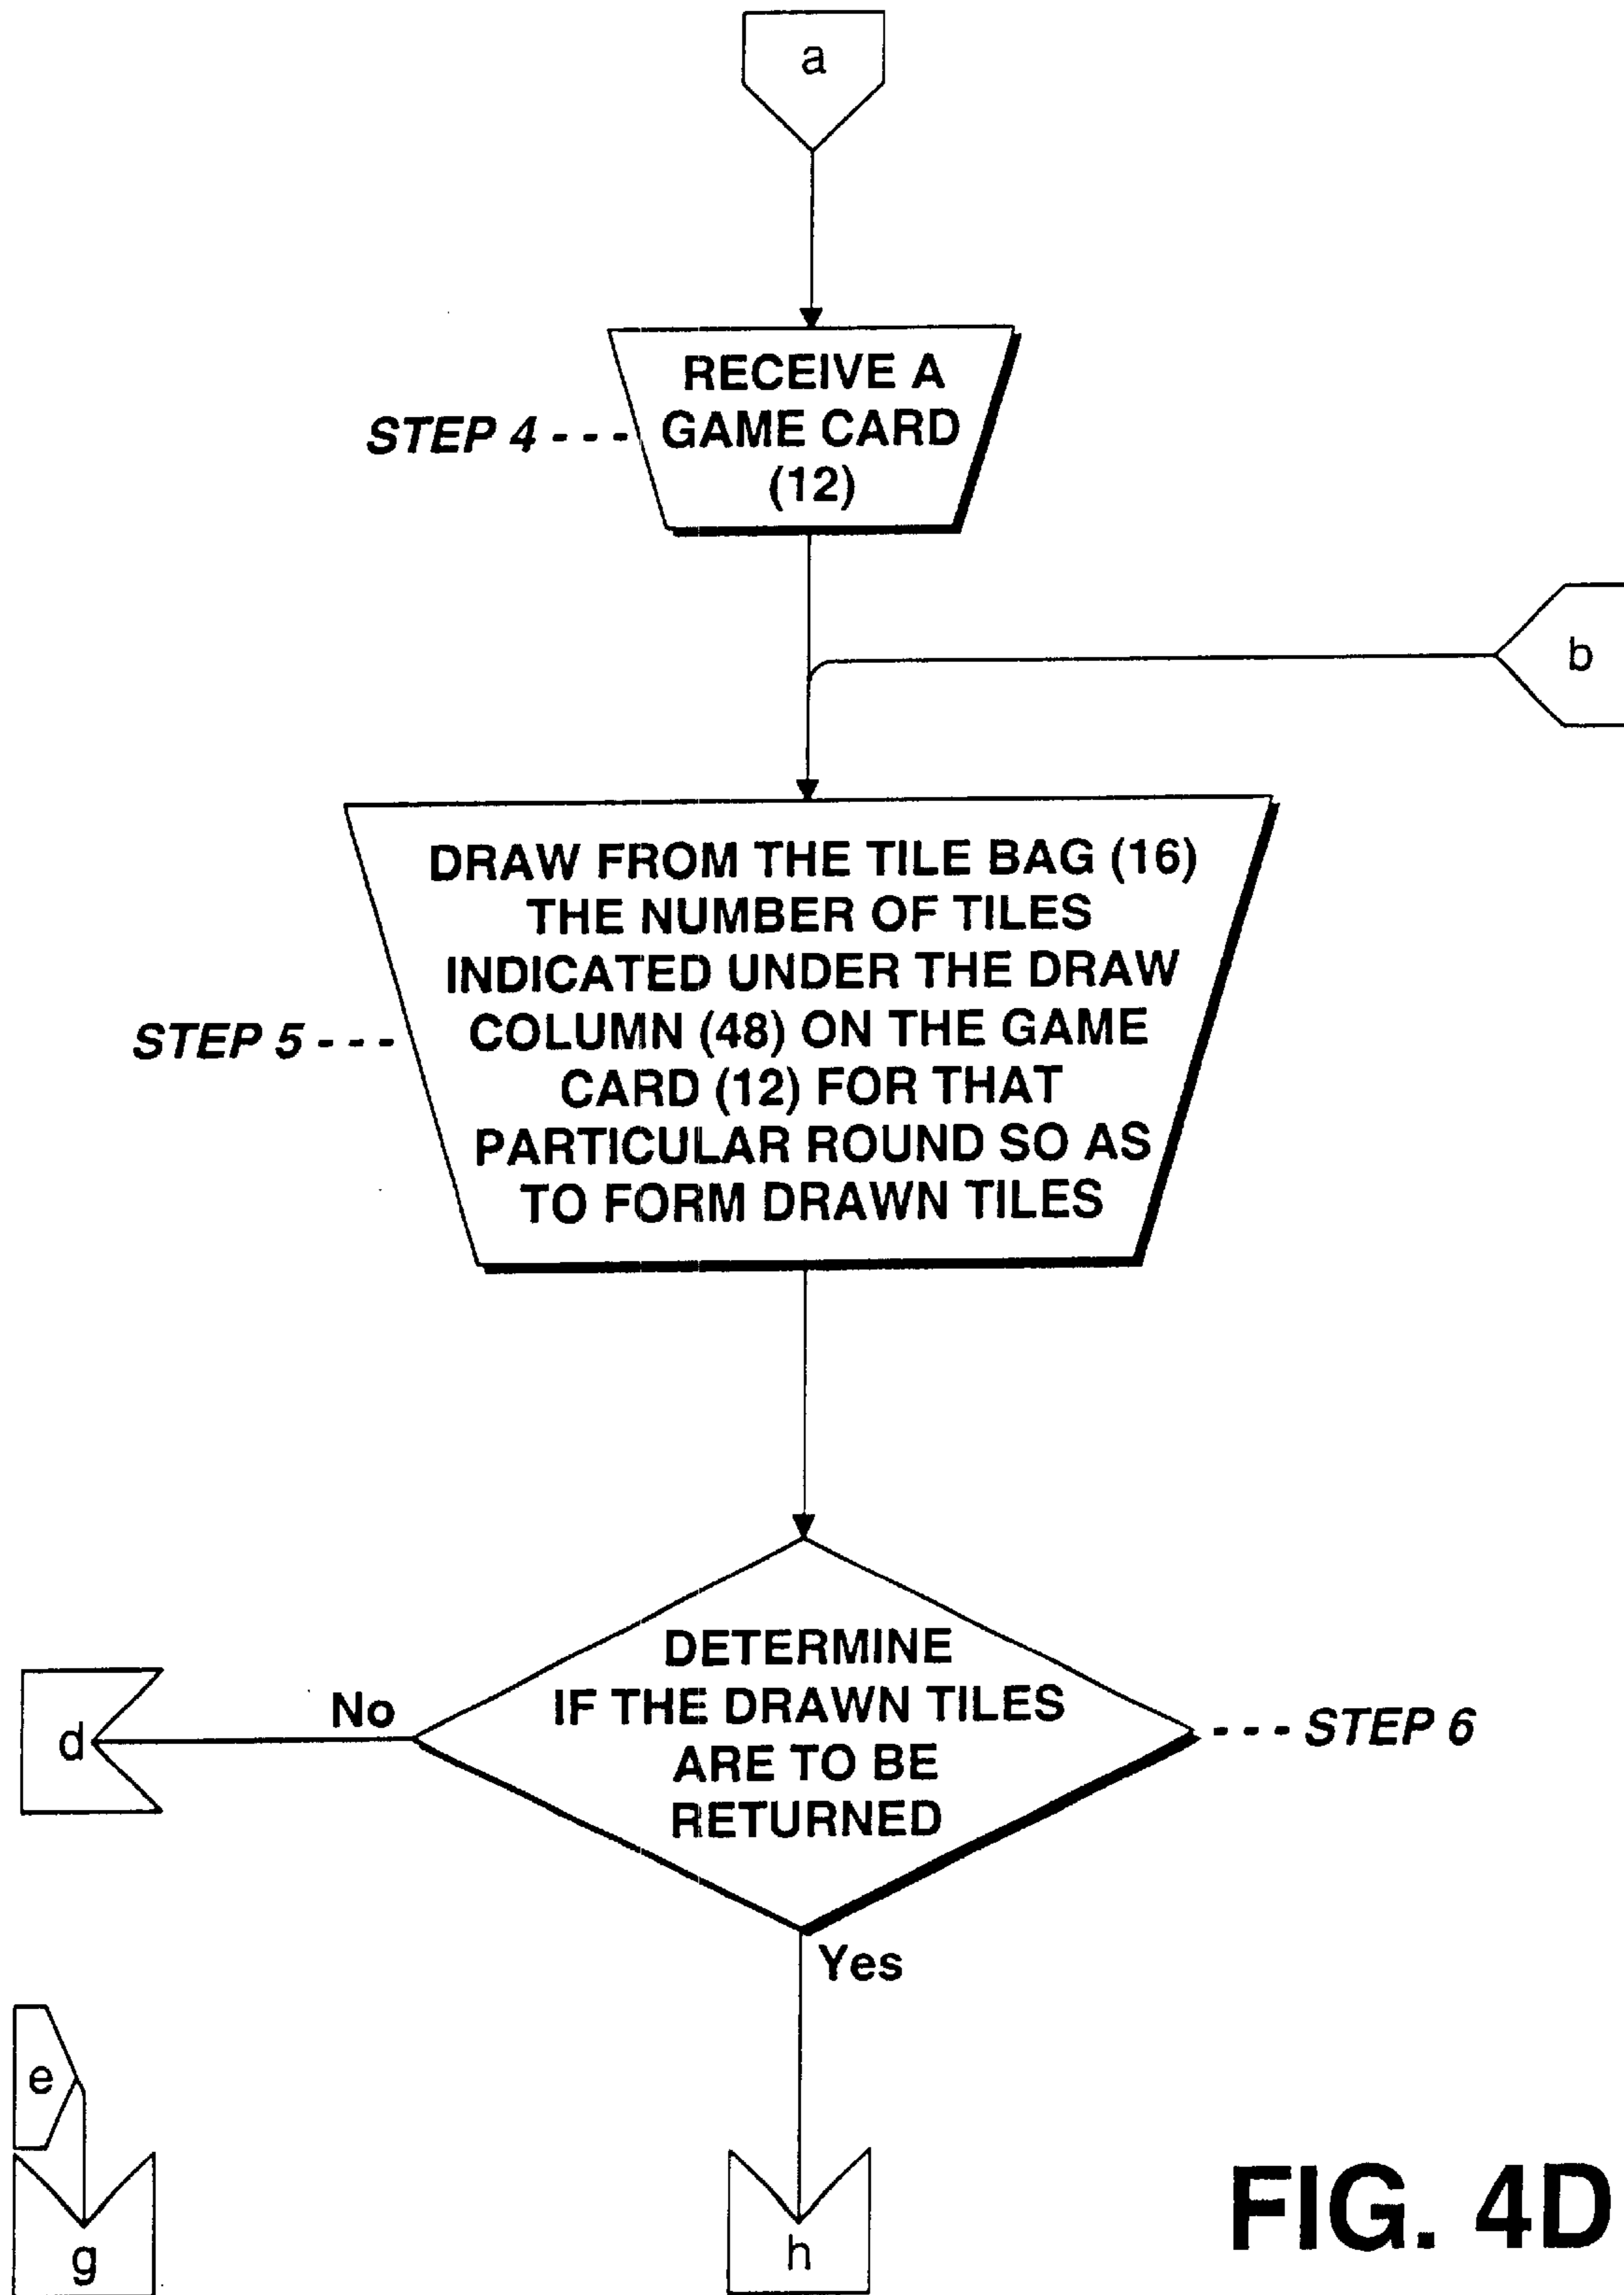 a
RECEIVE A
GAME CARD
(12)
STEP 4 ---
b
DRAW FROM THE TILE BAG (16)
THE NUMBER OF TILES
INDICATED UNDER THE DRAW
COLUMN (48) ON THE GAME
CARD (12) FOR THAT
PARTICULAR ROUND SO AS
TO FORM DRAWN TILES
STEP 5 ---
DETERMINE
IF THE DRAWN TILES
ARE TO BE
RETURNED
--- STEP 6
No
d
Yes
e
g
h
FIG. 4D